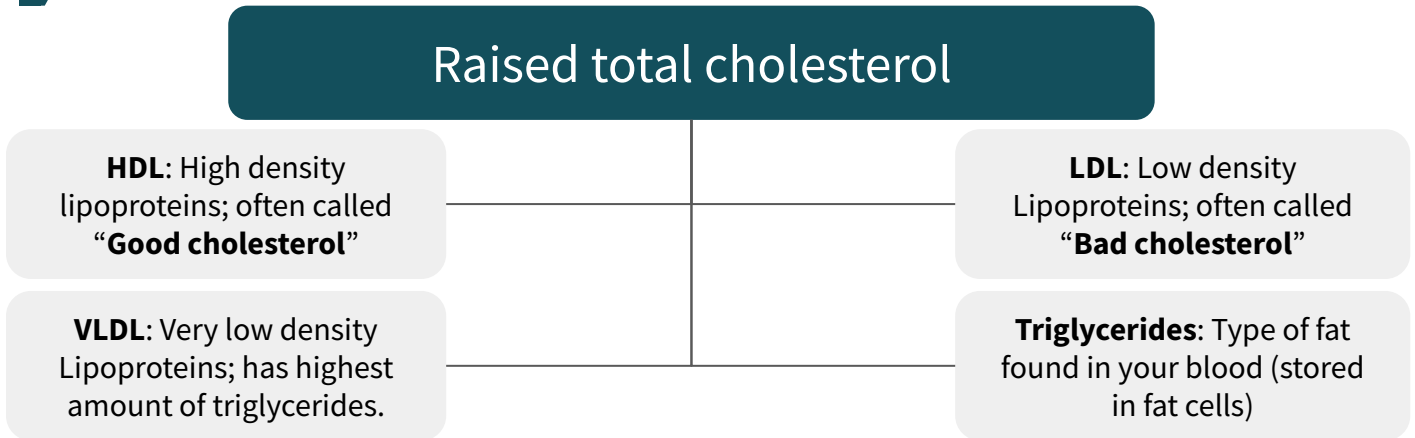 Raised total cholesterol
HDL: High density
lipoproteins; often called
“Good cholesterol”
LDL: Low density
Lipoproteins; often called
“Bad cholesterol”
VLDL: Very low density
Lipoproteins; has highest
amount of triglycerides.
Triglycerides: Type of fat
found in your blood (stored
in fat cells)